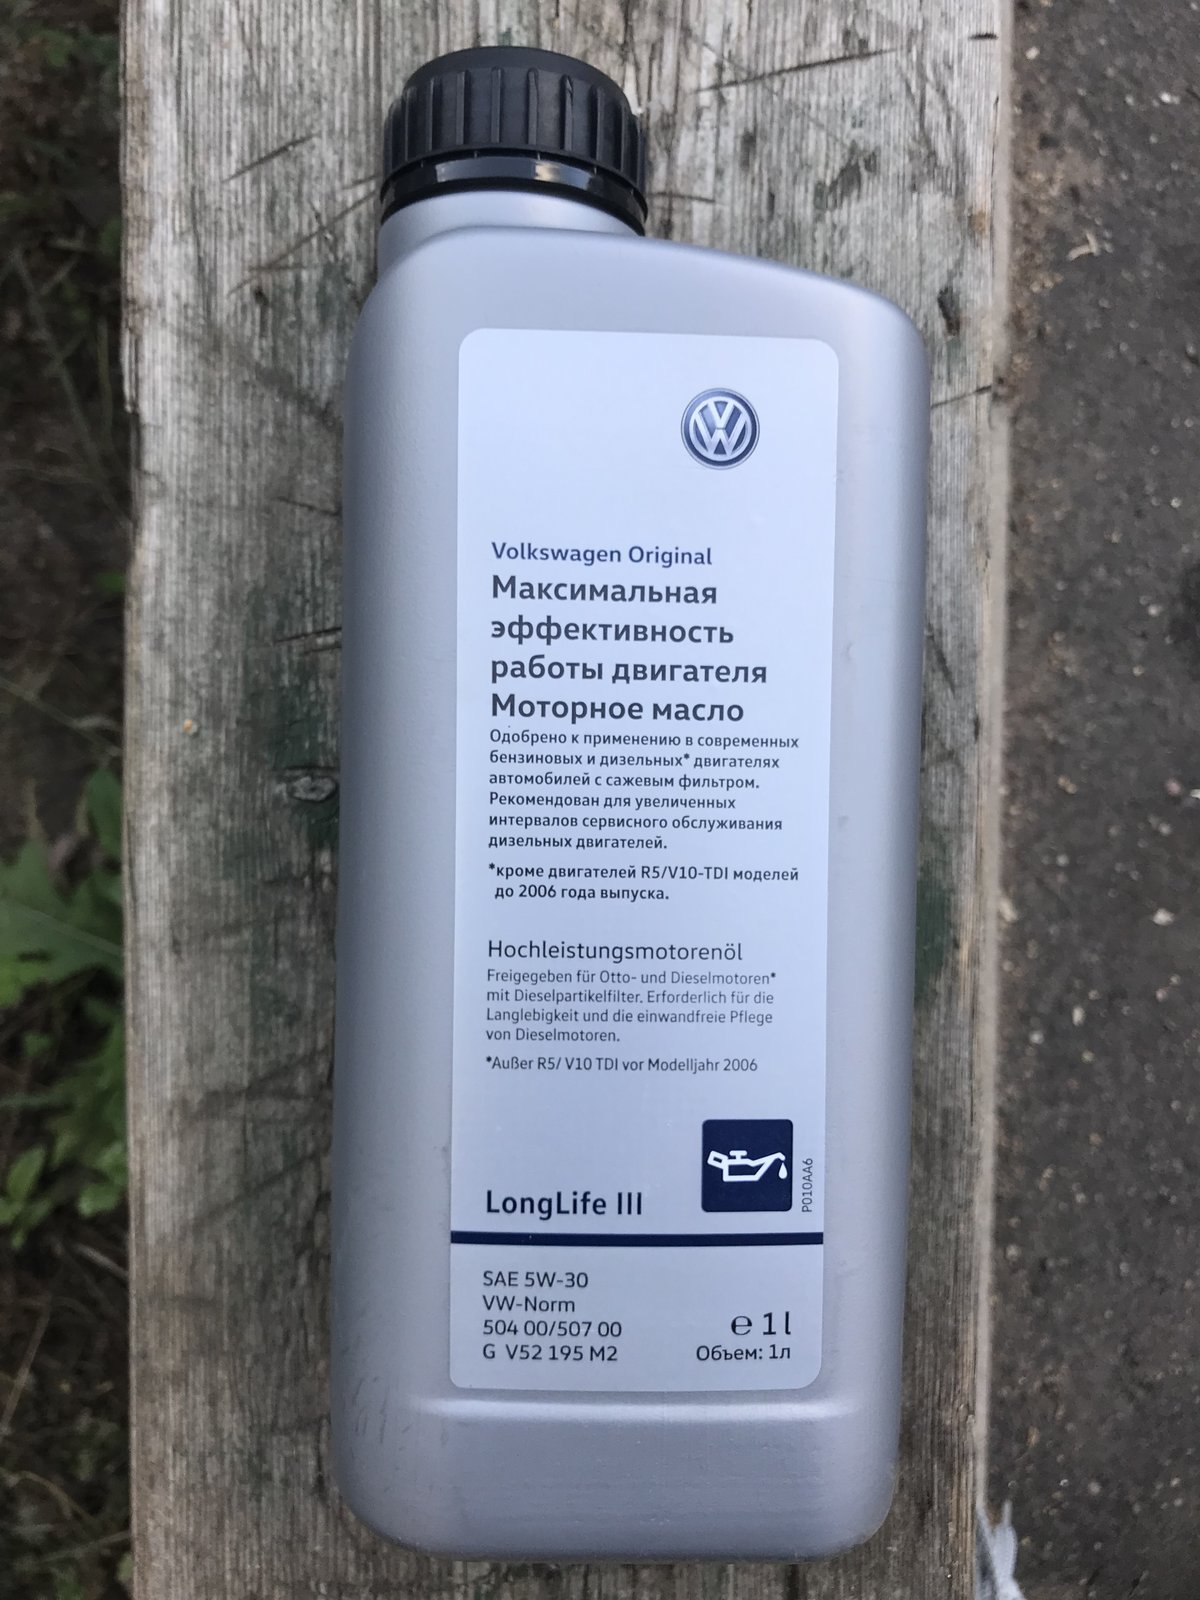 Volkswagen Original
Максимальная
эффективность
работы двигателя
Моторное масло
Одобрено к применению в современных
бензиновых и дизельных* двигателях
автомобилей с сажевым фильтром.
Рекомендован для увеличенных
интервалов сервисного обслуживания
дизельных двигателей.
*кроме двигателей R5/V10-TDI моделей
до 2006 года выпуска.
Hochleistungsmotorenöl
Freigegeben für Otto- und Dieselmotoren*
mit Dieselpartikelfilter. Erforderlich für die
Langlebigkeit und die einwandfreie Pflege
von Dieselmotoren.
*Außer R5/ V10 TDI vor Modelljahr 2006
P010AA6
LongLife III
SAE 5W-30
VW-Norm
504 00/507 00
G V52 195 M2
℮ 1 l
Объем: 1л